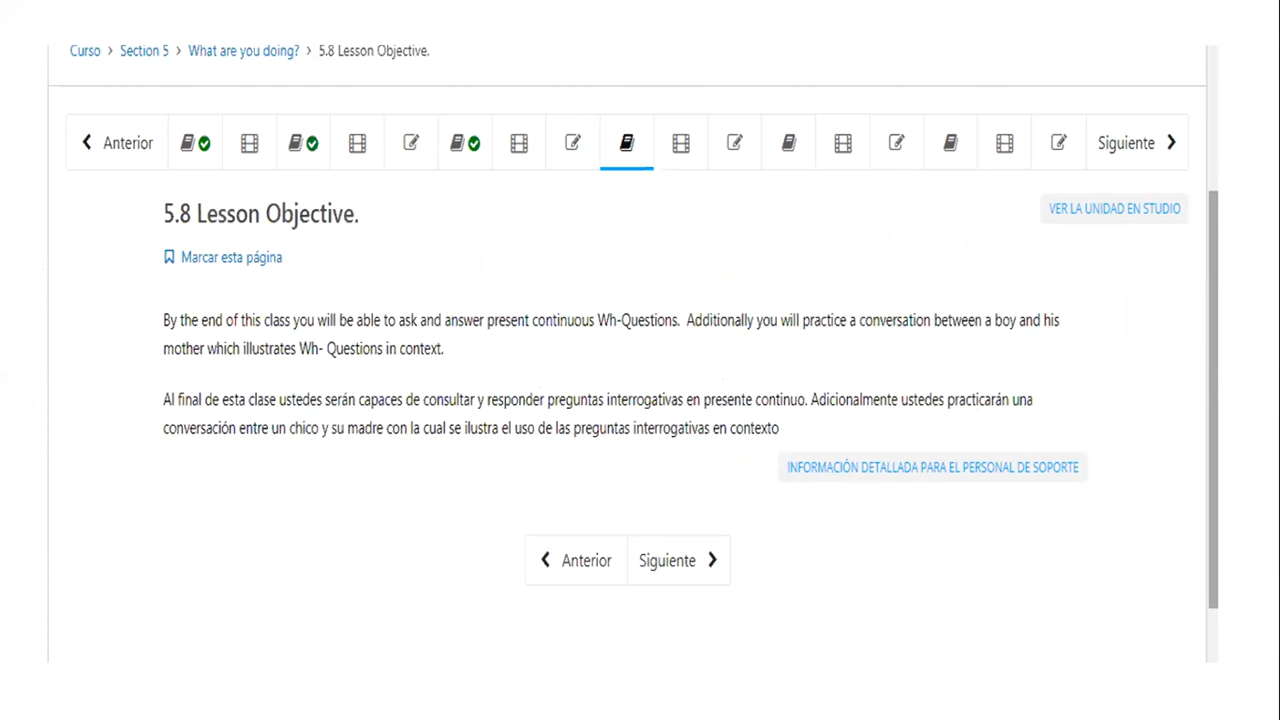 Curso > Section 5 > What are you doing? > 5.8 Lesson Objective.
Anterior
Siguiente
5.8 Lesson Objective.
VER LA UNIDAD EN STUDIO
Marcar esta página
By the end of this class you will be able to ask and answer present continuous Wh-Questions. Additionally you will practice a conversation between a boy and his
mother which illustrates Wh- Questions in context.
Al final de esta clase ustedes serán capaces de consultar y responder preguntas interrogativas en presente continuo. Adicionalmente ustedes practicarán una
conversación entre un chico y su madre con la cual se ilustra el uso de las preguntas interrogativas en contexto
INFORMACIÓN DETALLADA PARA EL PERSONAL DE SOPORTE
Anterior
Siguiente